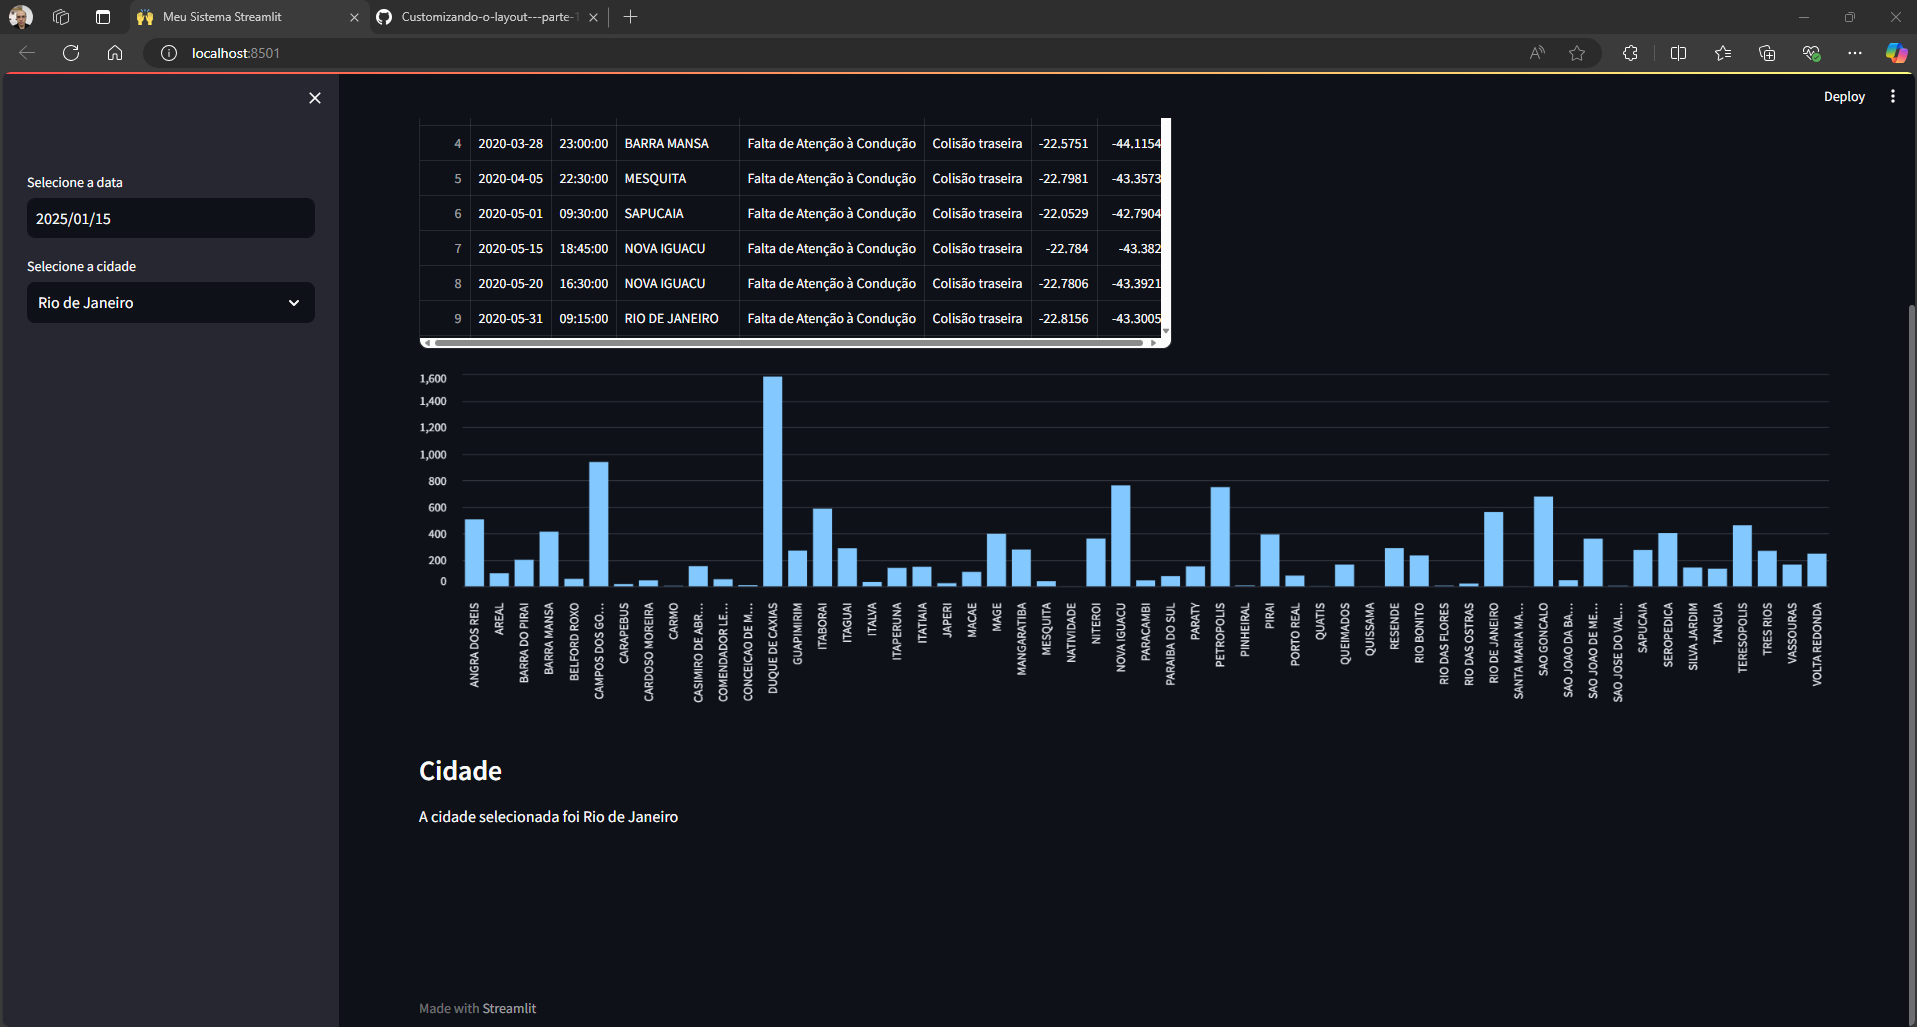 Meu Sistema Streamlit
Customizando-o-layout---parte-1
localhost:8501
Deploy
Selecione a data
2025/01/15
Selecione a cidade
Rio de Janeiro
4 2020-03-28 23:00:00 BARRA MANSA Falta de Atenção à Condução Colisão traseira -22.5751 -44.1154
5 2020-04-05 22:30:00 MESQUITA Falta de Atenção à Condução Colisão traseira -22.7981 -43.3573
6 2020-05-01 09:30:00 SAPUCAIA Falta de Atenção à Condução Colisão traseira -22.0529 -42.7904
7 2020-05-15 18:45:00 NOVA IGUACU Falta de Atenção à Condução Colisão traseira -22.784 -43.382
8 2020-05-20 16:30:00 NOVA IGUACU Falta de Atenção à Condução Colisão traseira -22.7806 -43.3921
9 2020-05-31 09:15:00 RIO DE JANEIRO Falta de Atenção à Condução Colisão traseira -22.8156 -43.3005
1,600
1,400
1,200
1,000
800
600
400
200
0
ANGRA DOS REIS
AREAL
BARRA DO PIRAI
BARRA MANSA
BELFORD ROXO
CAMPOS DOS GO...
CARAPEBUS
CARDOSO MOREIRA
CARMO
CASIMIRO DE ABR...
COMENDADOR LE...
CONCEICAO DE M...
DUQUE DE CAXIAS
GUAPIMIRIM
ITABORAI
ITAGUAI
ITALVA
ITAPERUNA
ITATIAIA
JAPERI
MACAE
MAGE
MANGARATIBA
MESQUITA
NATIVIDADE
NITEROI
NOVA IGUACU
PARACAMBI
PARAIBA DO SUL
PARATY
PETROPOLIS
PINHEIRAL
PIRAI
PORTO REAL
QUATIS
QUEIMADOS
QUISSAMA
RESENDE
RIO BONITO
RIO DAS FLORES
RIO DAS OSTRAS
RIO DE JANEIRO
SANTA MARIA MA...
SAO GONCALO
SAO JOAO DA BA...
SAO JOAO DE ME...
SAO JOSE DO VAL...
SAPUCAIA
SEROPEDICA
SILVA JARDIM
TANGUA
TERESOPOLIS
TRES RIOS
VASSOURAS
VOLTA REDONDA
Cidade
A cidade selecionada foi Rio de Janeiro
Made with Streamlit